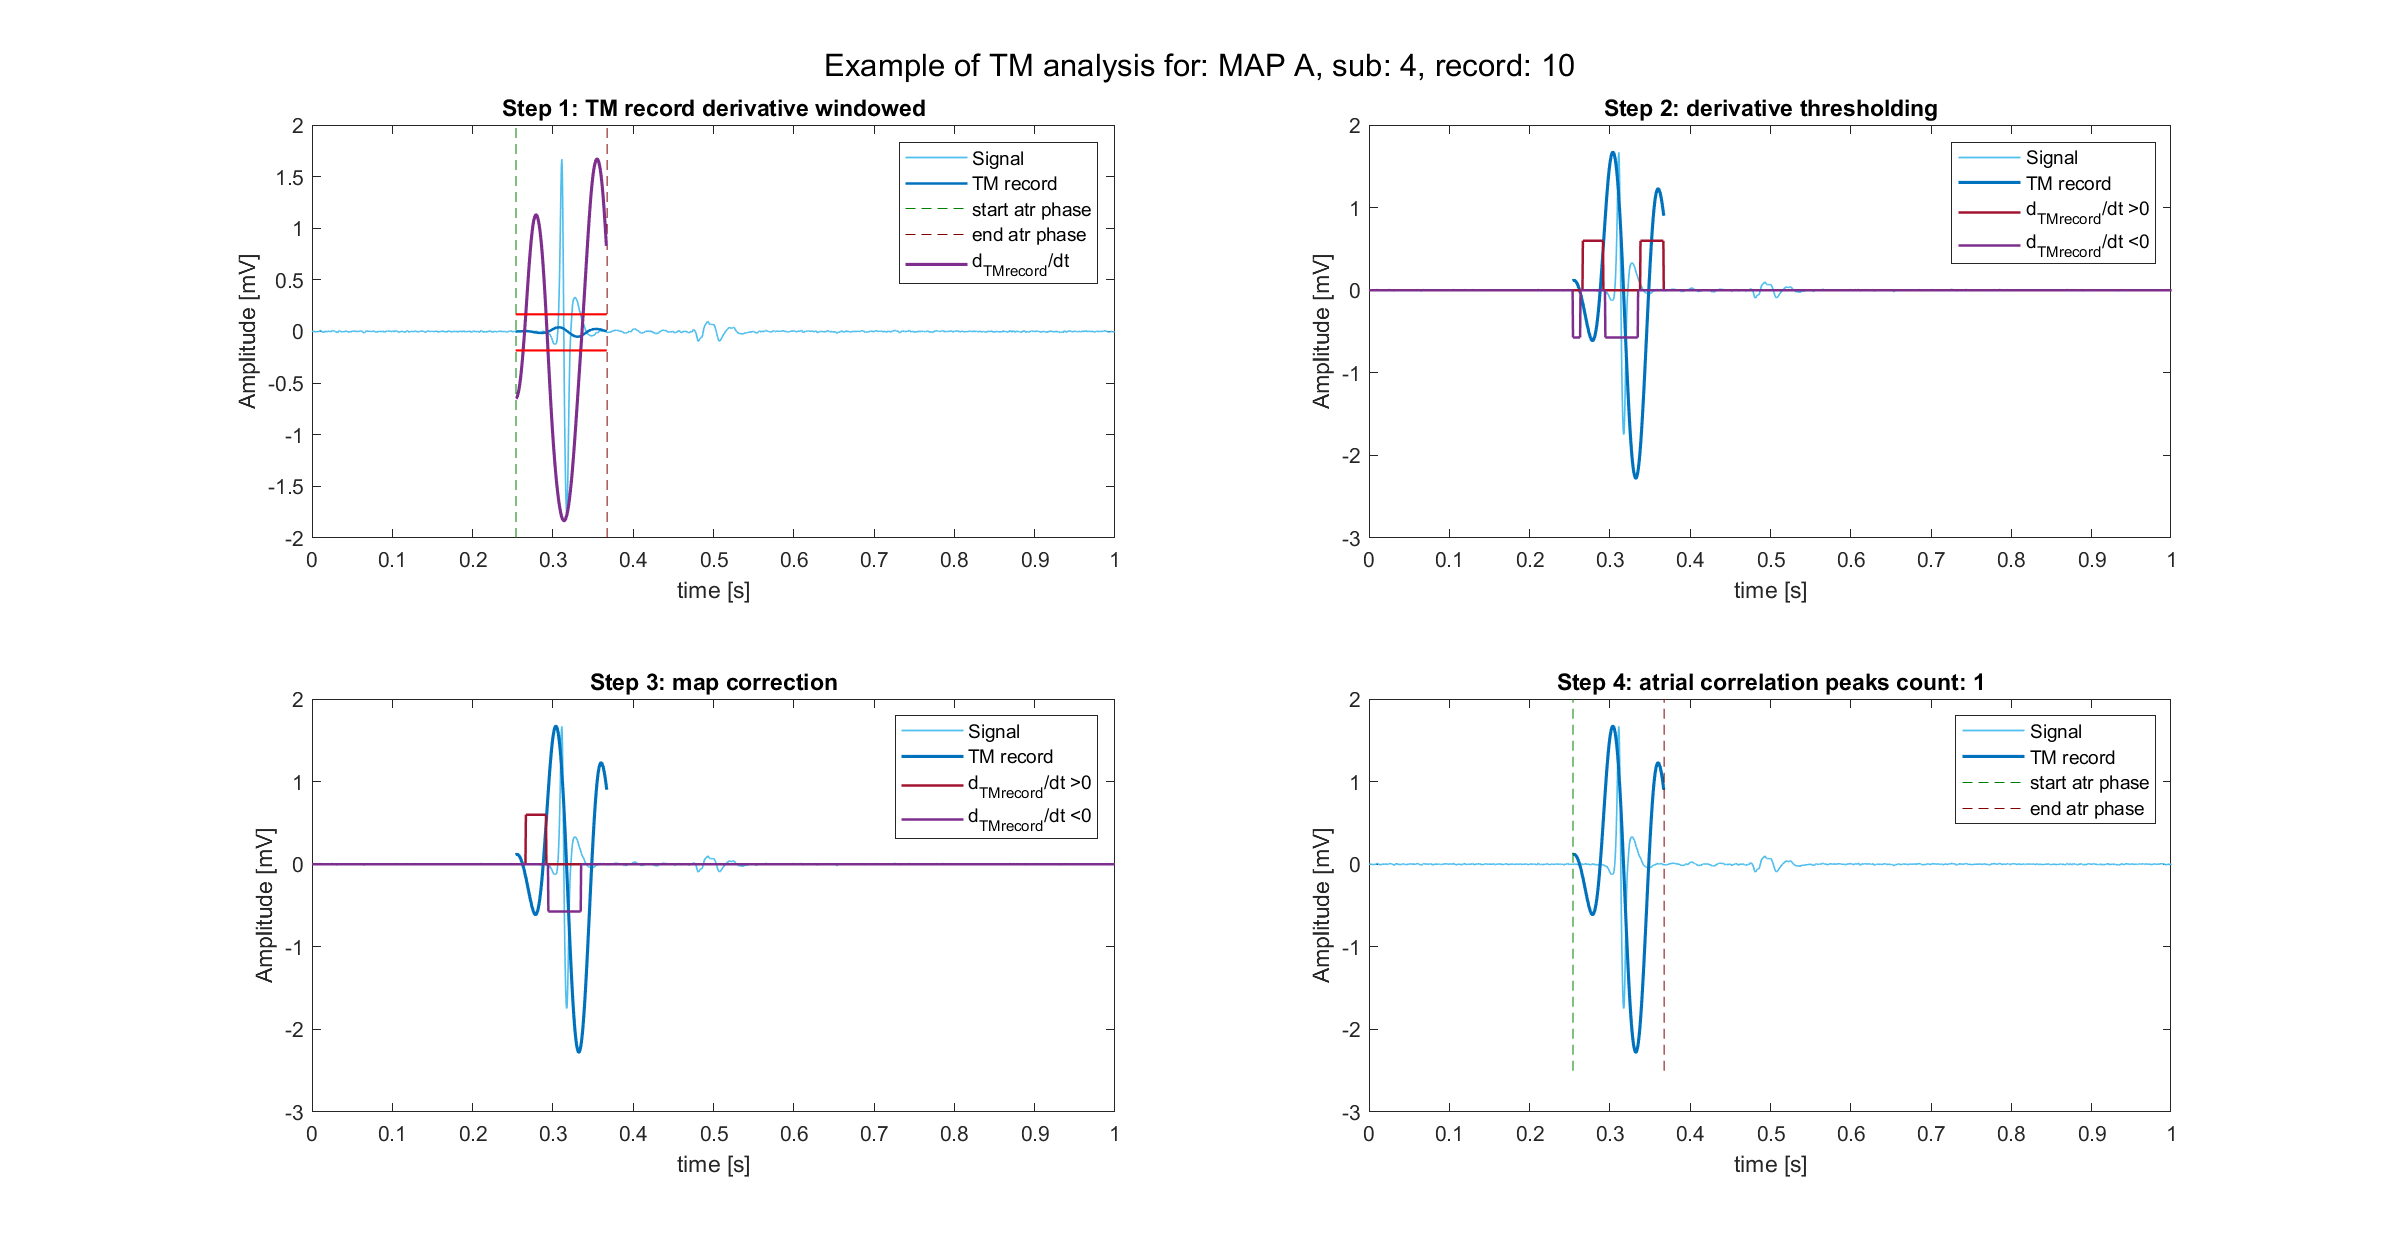 Example of TM analysis for: MAP A, sub: 4, record: 10
Step 1: TM record derivative windowed
2
1.5
1
0.5
0
-0.5
-1
-1.5
-2
Amplitude [mV]
0 0.1 0.2 0.3 0.4 0.5 0.6 0.7 0.8 0.9 1
time [s]
Signal
TM record
start atr phase
end atr phase
dTMrecord/dt
Step 2: derivative thresholding
2
1
0
-1
-2
-3
Amplitude [mV]
0 0.1 0.2 0.3 0.4 0.5 0.6 0.7 0.8 0.9 1
time [s]
Signal
TM record
dTMrecord/dt >0
dTMrecord/dt <0
Step 3: map correction
2
1
0
-1
-2
-3
Amplitude [mV]
0 0.1 0.2 0.3 0.4 0.5 0.6 0.7 0.8 0.9 1
time [s]
Signal
TM record
dTMrecord/dt >0
dTMrecord/dt <0
Step 4: atrial correlation peaks count: 1
2
1
0
-1
-2
-3
Amplitude [mV]
0 0.1 0.2 0.3 0.4 0.5 0.6 0.7 0.8 0.9 1
time [s]
Signal
TM record
start atr phase
end atr phase